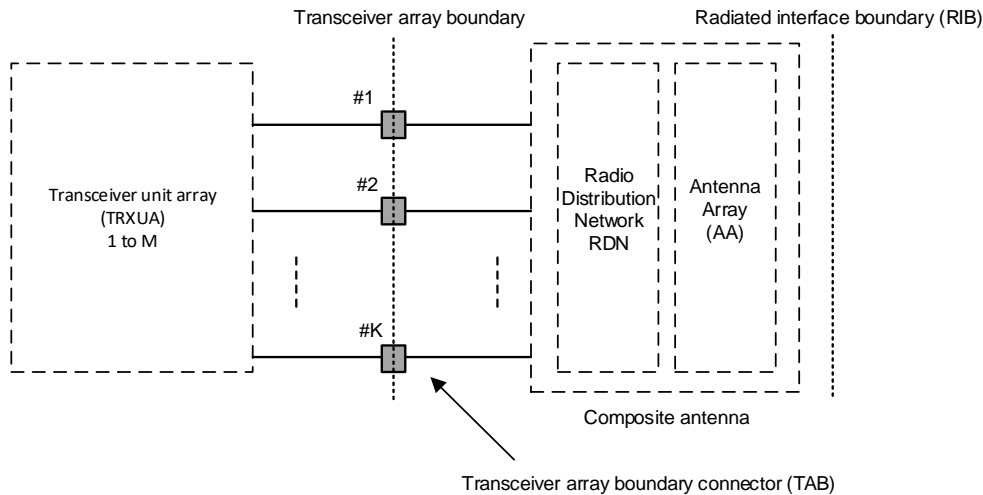 Transceiver array boundary
Radiated interface boundary (RIB)
#1
#2
#K
Transceiver unit array
(TRXUA)
1 to M
Radio
Distribution
Network
RDN
Antenna
Array
(AA)
Composite antenna
Transceiver array boundary connector (TAB)